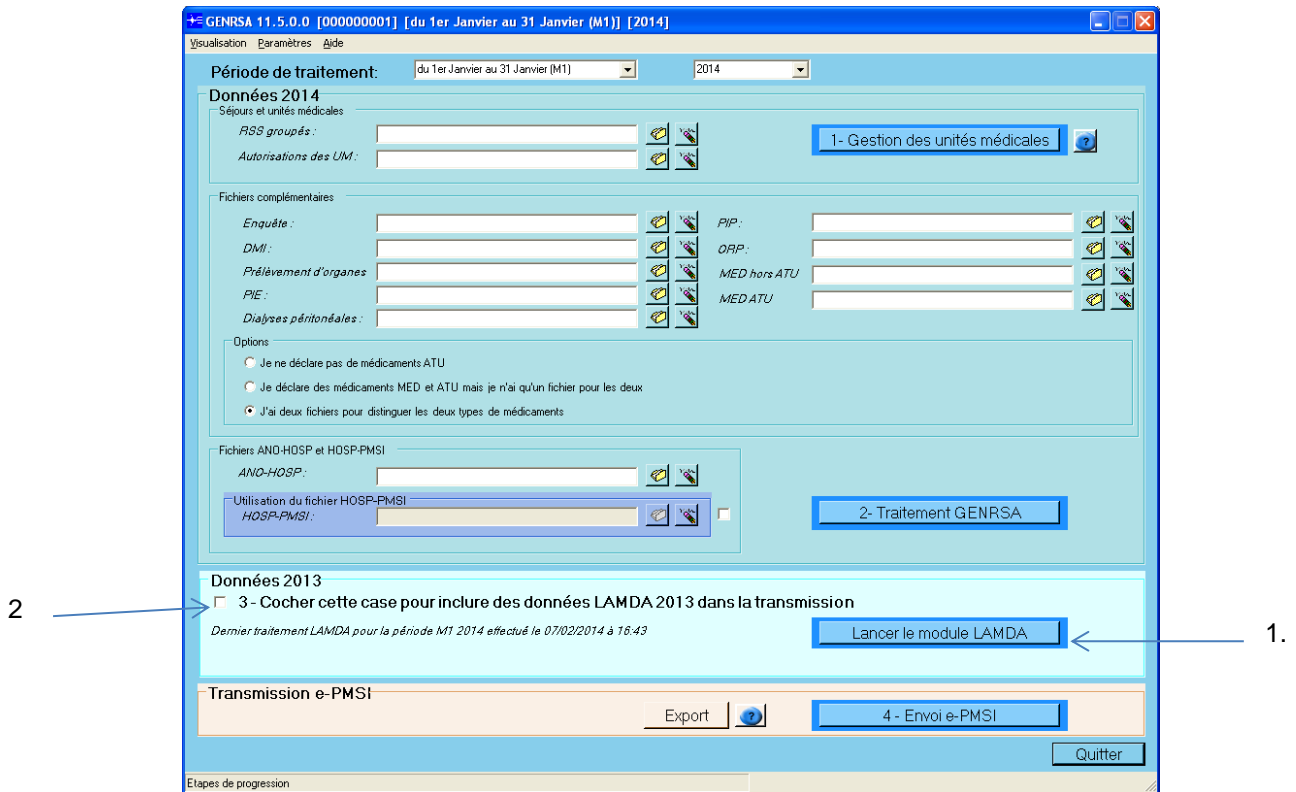 GENRSA 11.5.0.0 [000000001] [du 1er Janvier au 31 Janvier (M1)] [2014]
Visualisation Paramètres Aide
Période de traitement: du 1er Janvier au 31 Janvier (M1) 2014
Données 2014
Séjours et unités médicales
RSS groupés :
1- Gestion des unités médicales ?
Autorisations des UM :
Fichiers complémentaires
Enquête : PIP :
DMI : ORP :
Prélèvement d'organes MED hors ATU
PIE : MED ATU
Dialyses péritonéales :
Options
Je ne déclare pas de médicaments ATU
Je déclare des médicaments MED et ATU mais je n'ai qu'un fichier pour les deux
J'ai deux fichiers pour distinguer les deux types de médicaments
Fichiers ANO-HOSP et HOSP-PMSI
ANO-HOSP :
Utilisation du fichier HOSP-PMSI
HOSP-PMSI : 2- Traitement GENRSA
Données 2013
2 3 - Cocher cette case pour inclure des données LAMDA 2013 dans la transmission
Dernier traitement LAMDA pour la période M1 2014 effectué le 07/02/2014 à 16:43 Lancer le module LAMDA 1.
Transmission e-PMSI
Export ? 4 - Envoi e-PMSI
Quitter
Etapes de progression